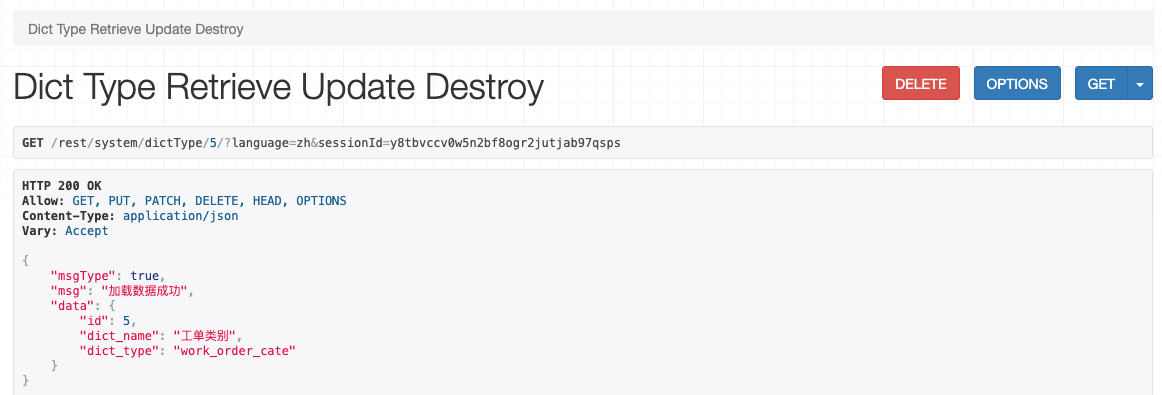 Dict Type Retrieve Update Destroy
Dict Type Retrieve Update Destroy
DELETE
OPTIONS
GET
GET /rest/system/dictType/5/?language=zh&sessionId=y8tbvccv0w5n2bf8ogr2jutjab97qsps
HTTP 200 OK
Allow: GET, PUT, PATCH, DELETE, HEAD, OPTIONS
Content-Type: application/json
Vary: Accept
{
    "msgType": true,
    "msg": "加载数据成功",
    "data": {
        "id": 5,
        "dict_name": "工单类别",
        "dict_type": "work_order_cate"
    }
}